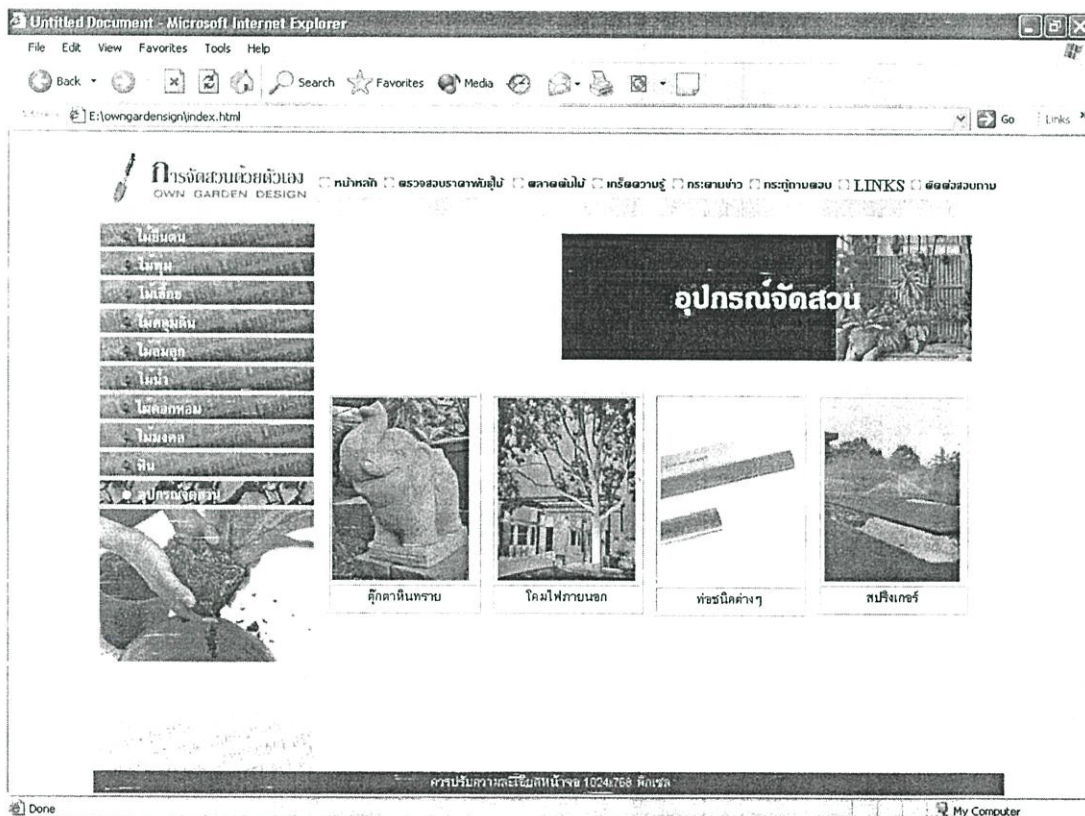 Untitled Document - Microsoft Internet Explorer
File Edit View Favorites Tools Help
Back Search Favorites Media
E:\owngardensign\index.html Go Links
การจัดสวนด้วยตัวเอง
OWN GARDEN DESIGN
หน้าหลัก ตรวจสอบราคาพันธุ์ไม้ ตลาดต้นไม้ เกร็ดความรู้ กระดานข่าว กระทู้ถามตอบ LINKS ติดต่อสอบถาม
ไม้ยืนต้น
ไม้พุ่ม
ไม้เลื้อย
ไม้คลุมดิน
ไม้อมลูก
ไม้น้ำ
ไม้ดอกหอม
ไม้มงคล
หิน
อุปกรณ์จัดสวน
อุปกรณ์จัดสวน
ตุ๊กตาหินทราย
โคมไฟภายนอก
ท่อชนิดต่างๆ
สปริงเกอร์
ควรปรับความละเอียดหน้าจอ 1024x768 พิกเซล
Done My Computer